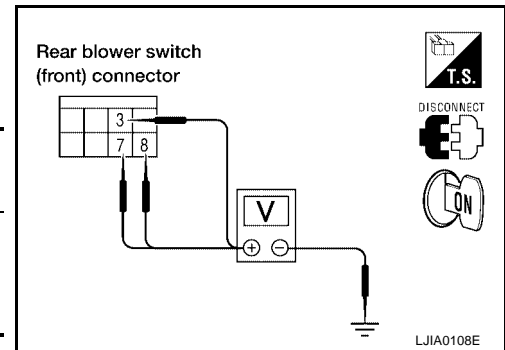 Rear blower switch
(front) connector
T.S.
DISCONNECT
3
7 8
ON
V
+ −
LJIA0108E